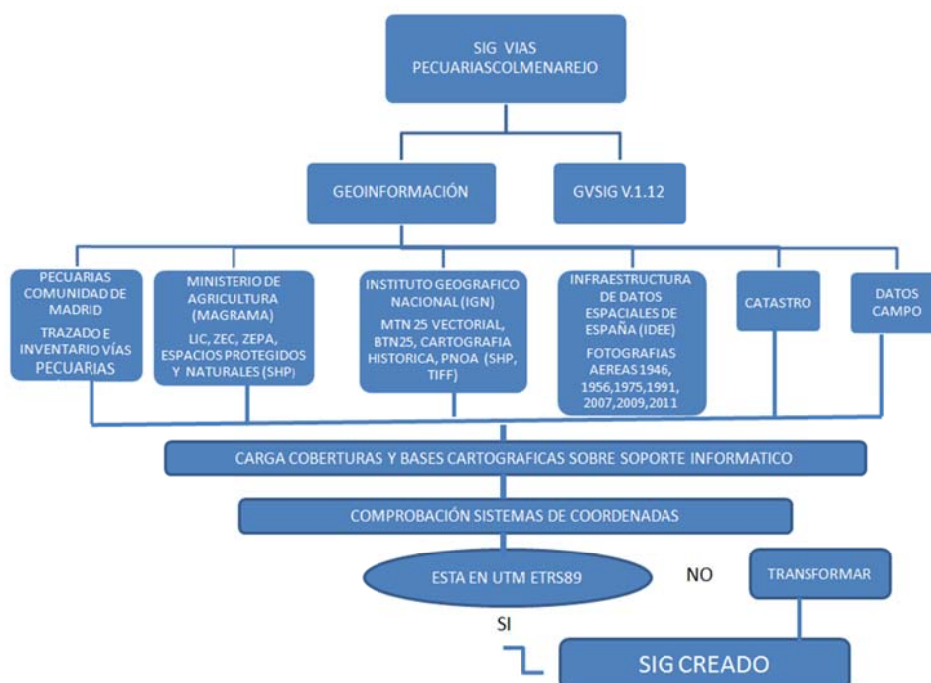 SIG VIAS
PECUARIASCOLMENAREJO
GEOINFORMACIÓN
GVSIG V.1.12
PECUARIAS
COMUNIDAD DE
MADRID
TRAZADO E
INVENTARIO VÍAS
PECUARIAS
MINISTERIO DE
AGRICULTURA
(MAGRAMA)
LIC, ZEC, ZEPA,
ESPACIOS PROTEGIDOS
Y NATURALES (SHP)
INSTITUTO GEOGRAFICO
NACIONAL (IGN)
MTN 25 VECTORIAL,
BTN25, CARTOGRAFIA
HISTORICA, PNOA (SHP,
TIFF)
INFRAESTRUCTURA
DE DATOS
ESPACIALES DE
ESPAÑA (IDEE)
FOTOGRAFIAS
AEREAS 1946,
1956,1975,1991,
2007,2009,2011
CATASTRO
DATOS
CAMPO
CARGA COBERTURAS Y BASES CARTOGRAFICAS SOBRE SOPORTE INFORMATICO
COMPROBACIÓN SISTEMAS DE COORDENADAS
ESTA EN UTM ETRS89
NO
TRANSFORMAR
SI
SIG CREADO